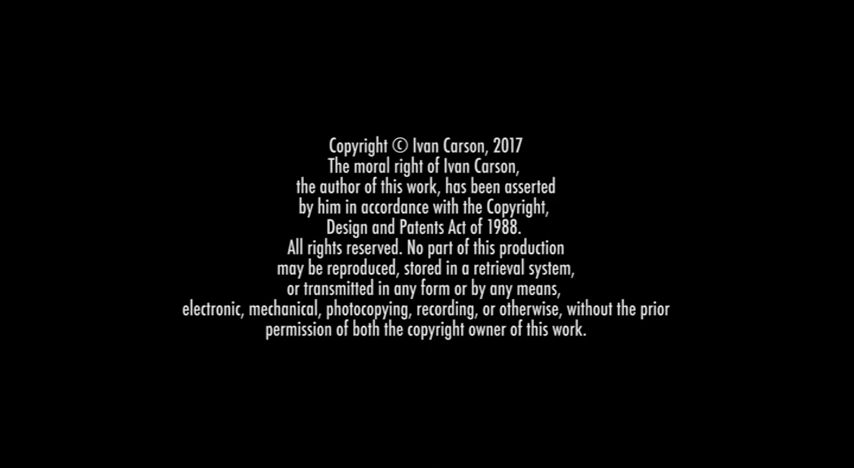 Copyright © Ivan Carson, 2017
The moral right of Ivan Carson,
the author of this work, has been asserted
by him in accordance with the Copyright,
Design and Patents Act of 1988.
All rights reserved. No part of this production
may be reproduced, stored in a retrieval system,
or transmitted in any form or by any means,
electronic, mechanical, photocopying, recording, or otherwise, without the prior
permission of both the copyright owner of this work.